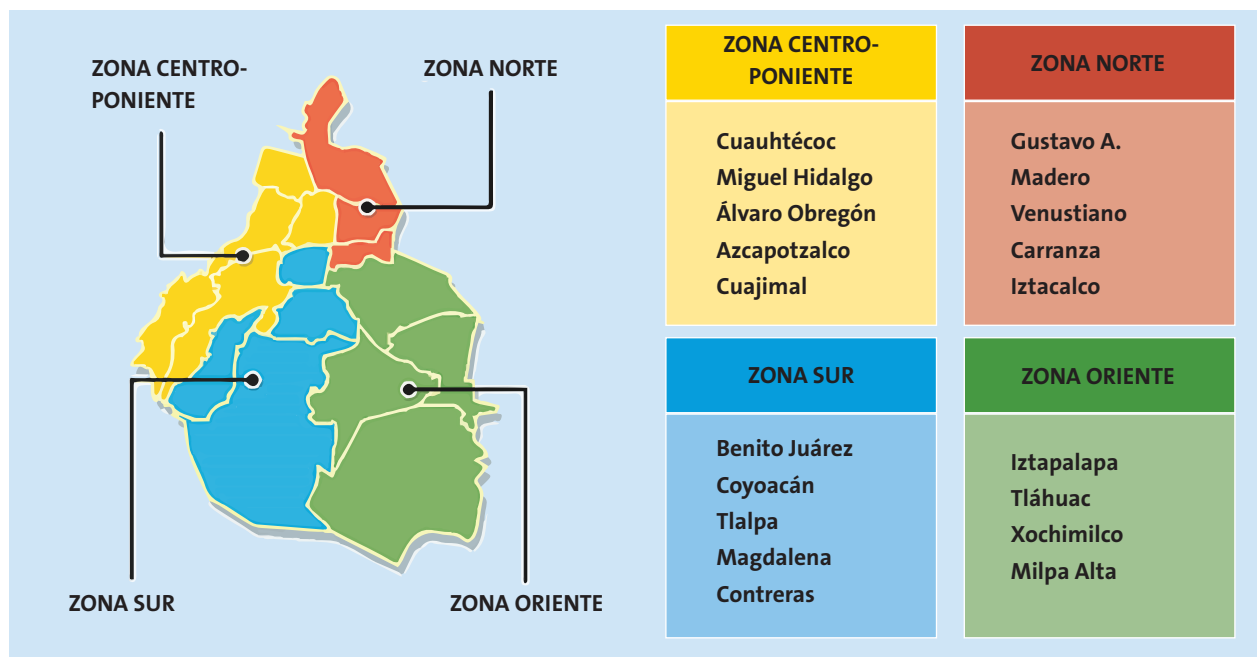 ZONA CENTRO-
PONIENTE
ZONA NORTE
ZONA SUR
ZONA ORIENTE
ZONA CENTRO-
PONIENTE
Cuauhtécoc
Miguel Hidalgo
Álvaro Obregón
Azcapotzalco
Cuajimal
ZONA NORTE
Gustavo A.
Madero
Venustiano
Carranza
Iztacalco
ZONA SUR
Benito Juárez
Coyoacán
Tlalpa
Magdalena
Contreras
ZONA ORIENTE
Iztapalapa
Tláhuac
Xochimilco
Milpa Alta